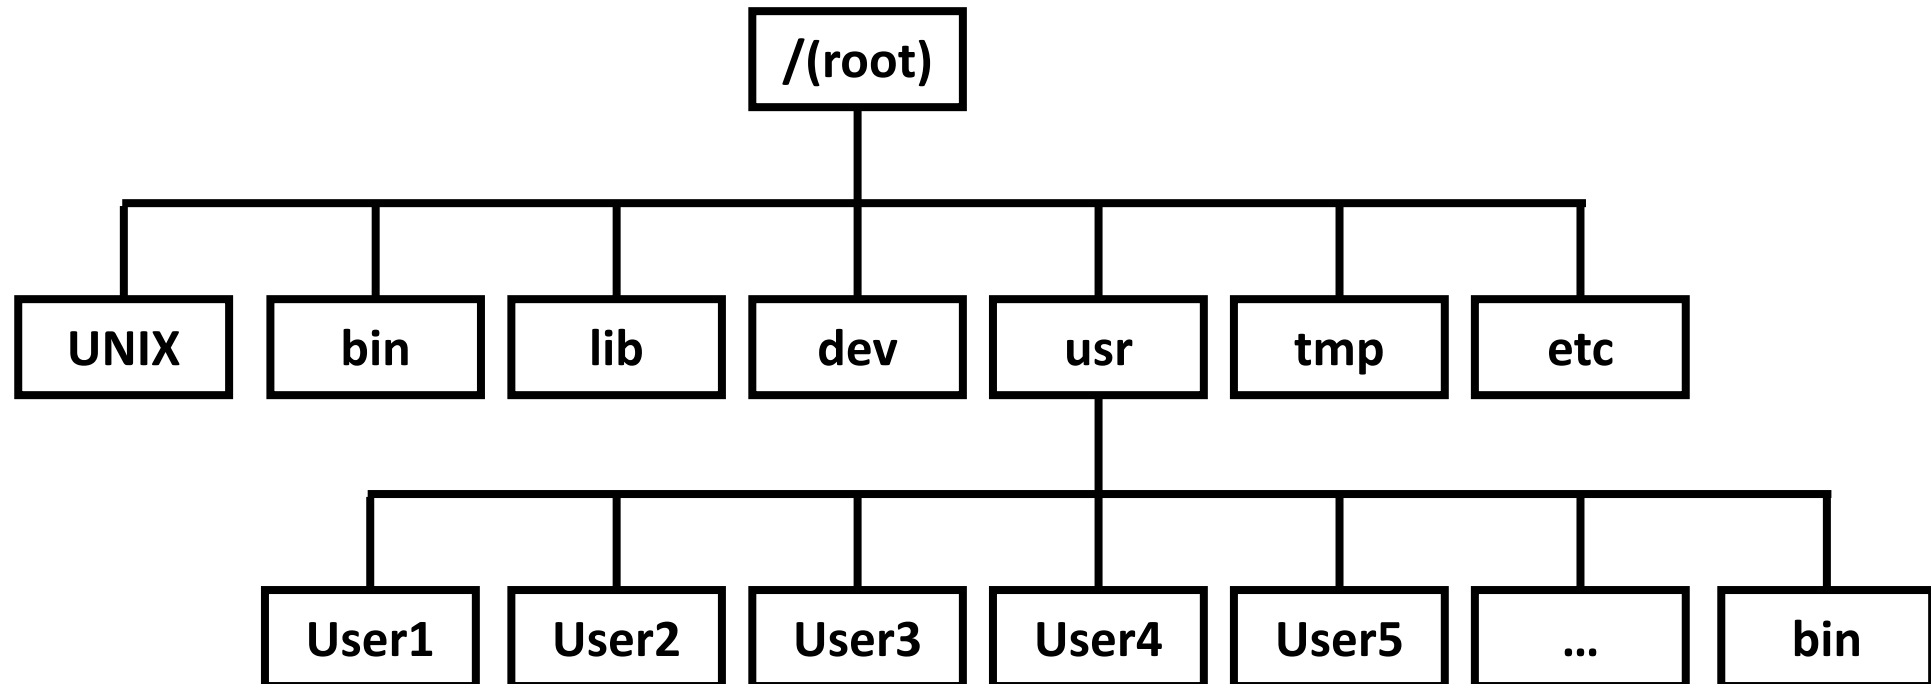 /(root)
UNIX bin lib dev usr tmp etc
User1 User2 User3 User4 User5 ... bin